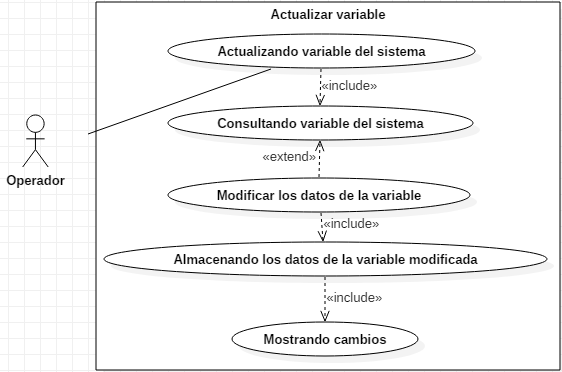 Actualizar variable
Actualizando variable del sistema
«include»
Consultando variable del sistema
«extend»
Operador
Modificar los datos de la variable
«include»
Almacenando los datos de la variable modificada
«include»
Mostrando cambios